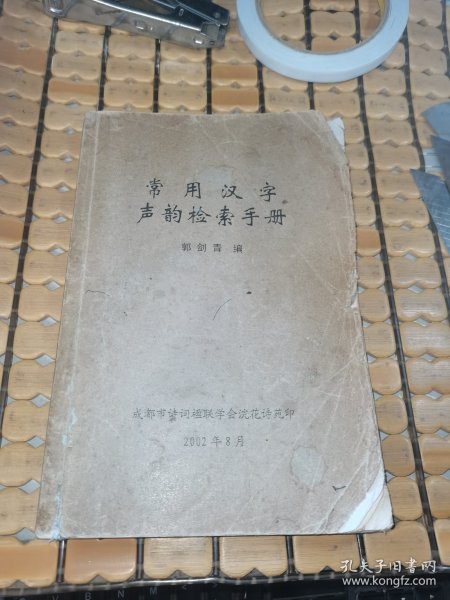 常用汉字
声韵检索手册
郭剑青 编
成都市诗词楹联学会浣花诗苑印
2002年8月
孔夫子旧书网
www.kongfz.com